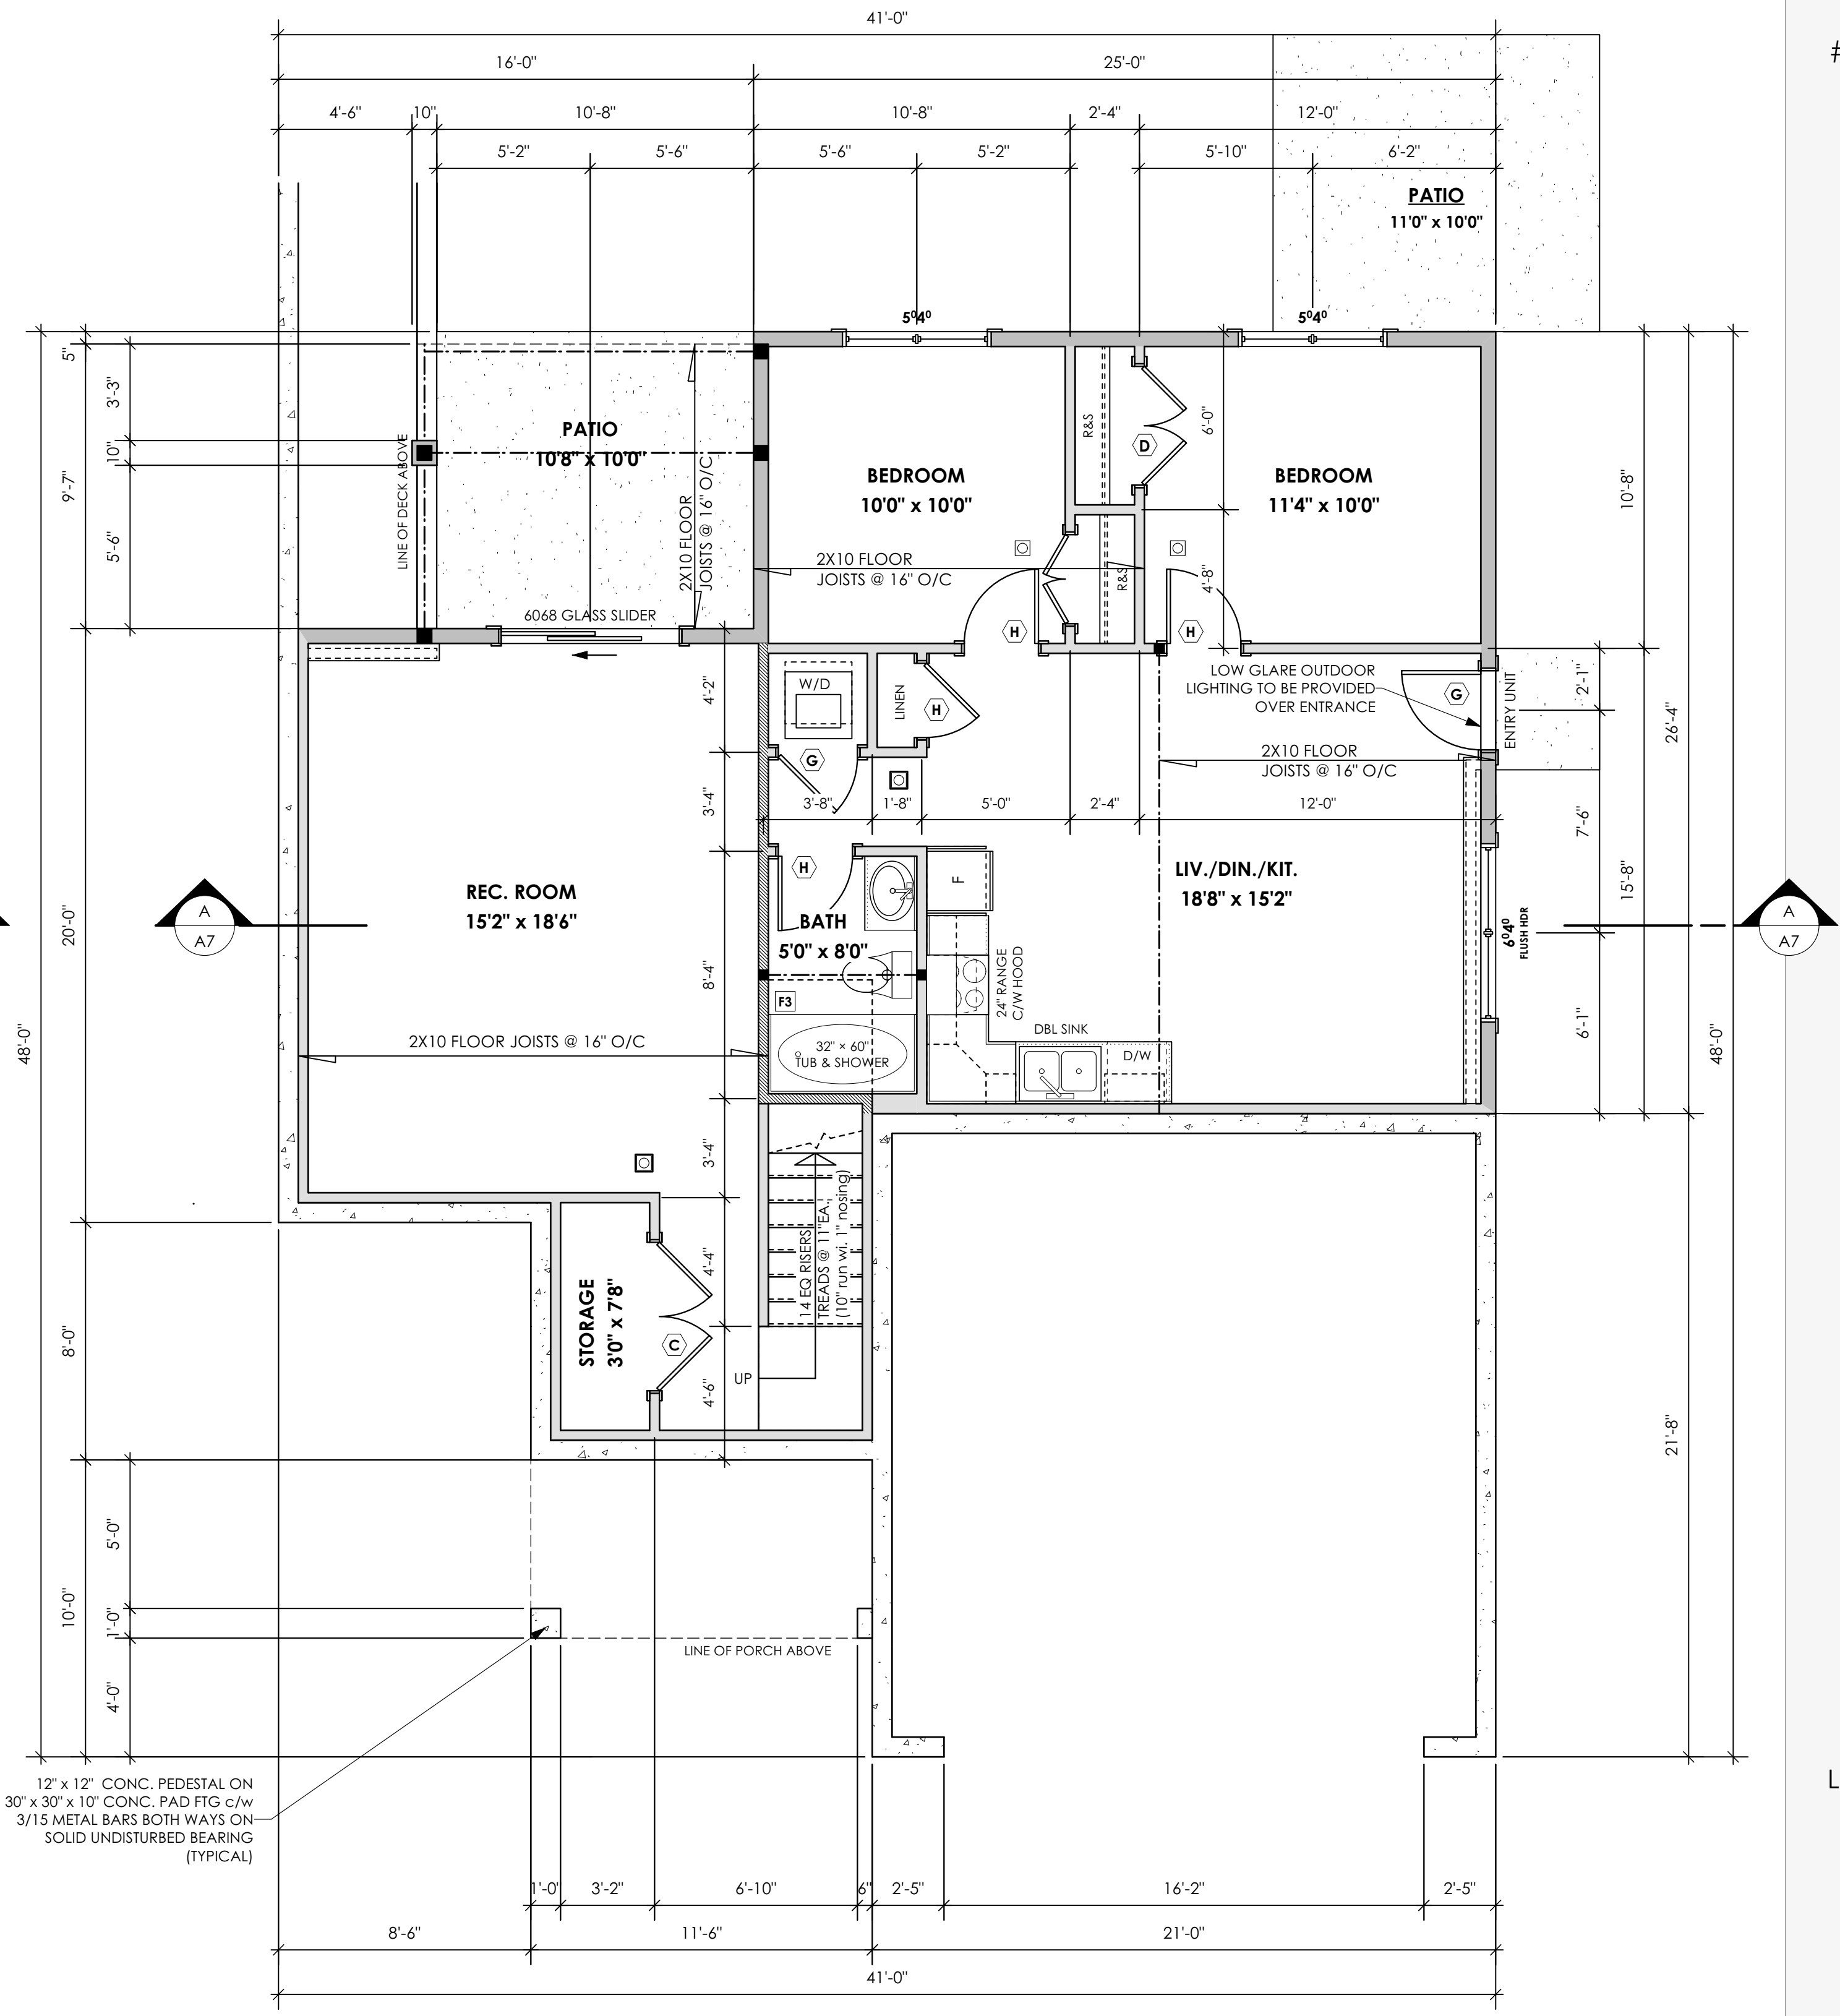 41'-0"
#
16'-0"
25'-0"
4'-6"
10"
10'-8"
10'-8"
2'-4"
12'-0"
5'-2"
5'-6"
5'-6"
5'-2"
5'-10"
6'-2"
PATIO
11'0" x 10'0"
5⁰4⁰
5⁰4⁰
5"
3'-3"
10"
9'-7"
5'-6"
LINE OF DECK ABOVE
PATIO
10'8" x 10'0"
2X10 FLOOR
JOISTS @ 16" O/C
6068 GLASS SLIDER
BEDROOM
10'0" x 10'0"
2X10 FLOOR
JOISTS @ 16" O/C
R&S
D
R&S
6'-0"
4'-8"
BEDROOM
11'4" x 10'0"
10'-8"
H
H
LOW GLARE OUTDOOR
LIGHTING TO BE PROVIDED
OVER ENTRANCE
G
ENTRY UNIT
2'-1"
26'-4"
W/D
LINEN
H
G
4'-2"
3'-4"
2X10 FLOOR
JOISTS @ 16" O/C
3'-8"
1'-8"
5'-0"
2'-4"
12'-0"
7'-6"
15'-8"
20'-0"
A
A7
REC. ROOM
15'2" x 18'6"
H
BATH
5'0" x 8'0"
F
LIV./DIN./KIT.
18'8" x 15'2"
6⁰4⁰
FLUSH HDR
A
A7
8'-4"
F3
24" RANGE
C/W HOOD
32" × 60"
TUB & SHOWER
DBL SINK
D/W
6'-1"
48'-0"
48'-0"
2X10 FLOOR JOISTS @ 16" O/C
3'-4"
14 EQ RISERS
TREADS @ 11"EA.
(10" run wi. 1" nosing)
4'-4"
STORAGE
3'0" x 7'8"
C
UP
4'-6"
8'-0"
21'-8"
5'-0"
10'-0"
1'-0"
4'-0"
LINE OF PORCH ABOVE
12" x 12" CONC. PEDESTAL ON
30" x 30" x 10" CONC. PAD FTG c/w
3/15 METAL BARS BOTH WAYS ON
SOLID UNDISTURBED BEARING
(TYPICAL)
L
1'-0"
3'-2"
6'-10"
6"
2'-5"
16'-2"
2'-5"
8'-6"
11'-6"
21'-0"
41'-0"